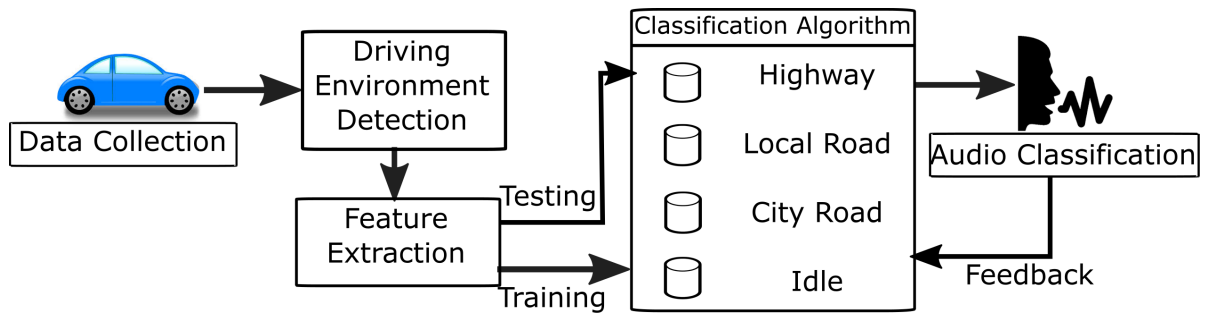 Data Collection
Driving
Environment
Detection
Feature
Extraction
Testing
Training
Classification Algorithm
Highway
Local Road
City Road
Idle
Audio Classification
Feedback